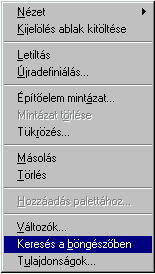 Nézet
Kijelölés ablak kitöltése
Letiltás
Újradefiniálás...
Építőelem mintázat...
Mintázat törlése
Tükrözés...
Másolás
Törlés
Hozzáadás palettához...
Változók...
Keresés a böngészőben
Tulajdonságok...